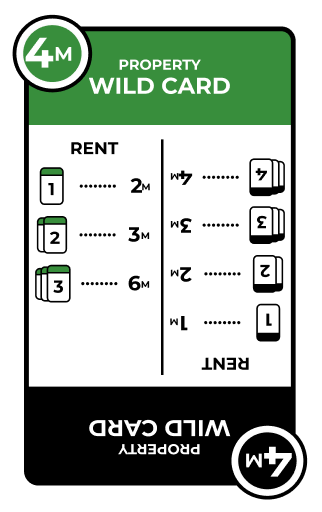 4M
PROPERTY
WILD CARD
RENT
1 ........ 2M
2 ........ 3M
3 ........ 6M
RENT
1 ........ 1M
2 ........ 2M
3 ........ 3M
4 ........ 4M
PROPERTY
WILD CARD
4M